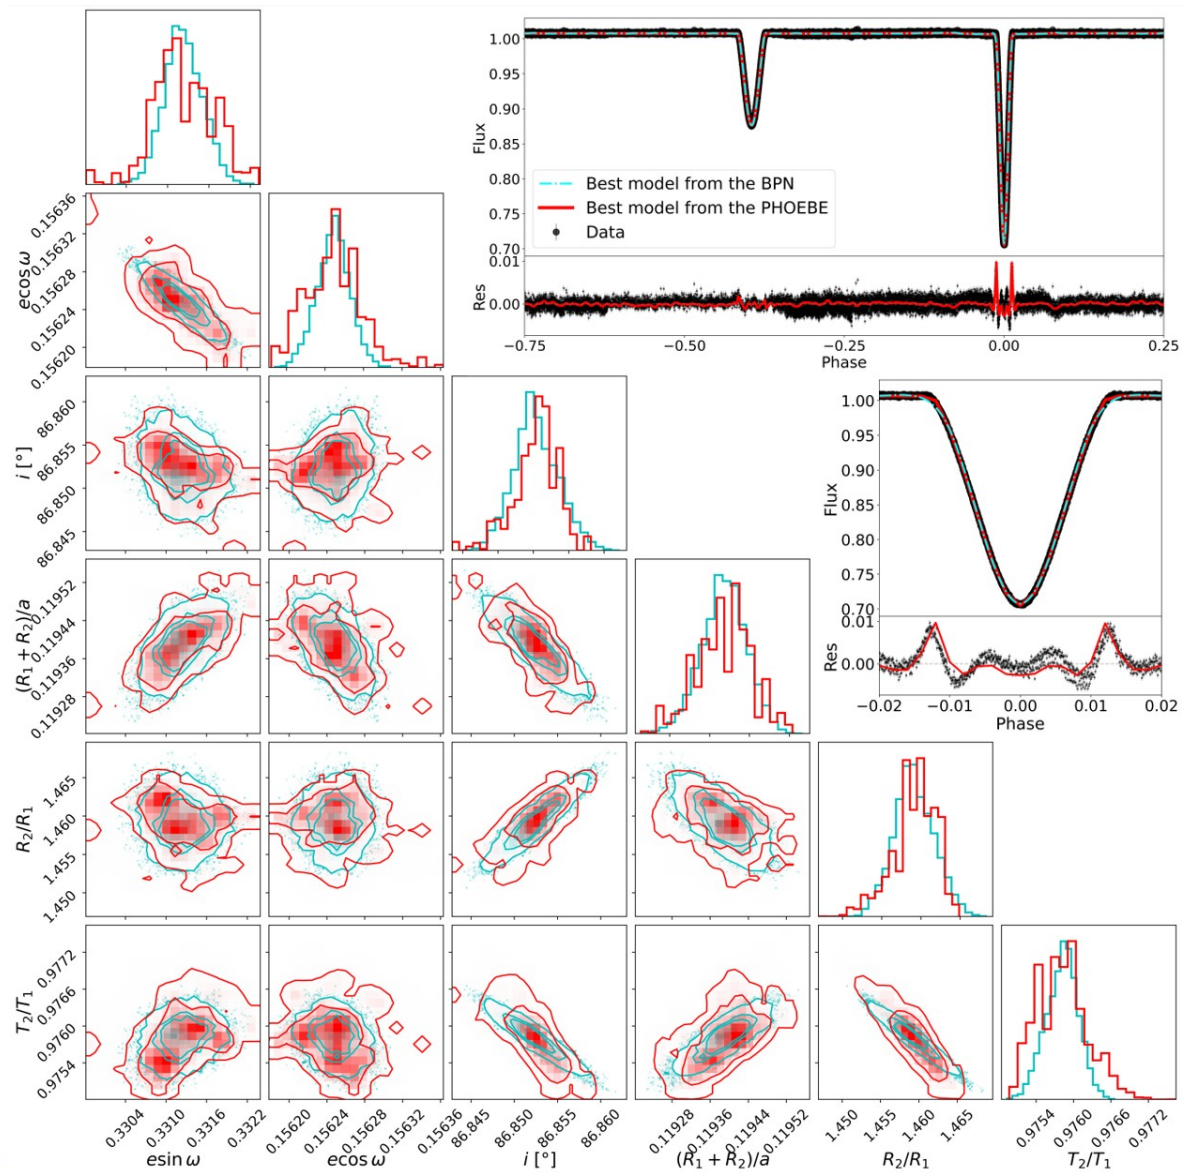 1.00
0.95
0.90
0.85
0.80
0.75
0.70
Flux
Best model from the BPN
Best model from the PHOEBE
Data
0.01
0.00
Res
−0.75
−0.50
−0.25
0.00
0.25
Phase
0.15636
0.15632
0.15628
0.15624
0.15620
e cos ω
1.00
0.95
0.90
0.85
0.80
0.75
0.70
Flux
0.01
0.00
Res
−0.02
−0.01
0.00
0.01
0.02
Phase
86.860
86.855
86.850
86.845
i [°]
0.11952
0.11944
0.11936
0.11928
(R₁ + R₂)/a
1.465
1.460
1.455
1.450
R₂/R₁
0.9772
0.9766
0.9760
0.9754
T₂/T₁
0.3304 0.3310 0.3316 0.3322
0.15620 0.15624 0.15628 0.15632 0.15636
86.845 86.850 86.855 86.860
0.11928 0.11936 0.11944 0.11952
1.450 1.455 1.460 1.465
0.9754 0.9760 0.9766 0.9772
e sin ω
e cos ω
i [°]
(R₁ + R₂)/a
R₂/R₁
T₂/T₁